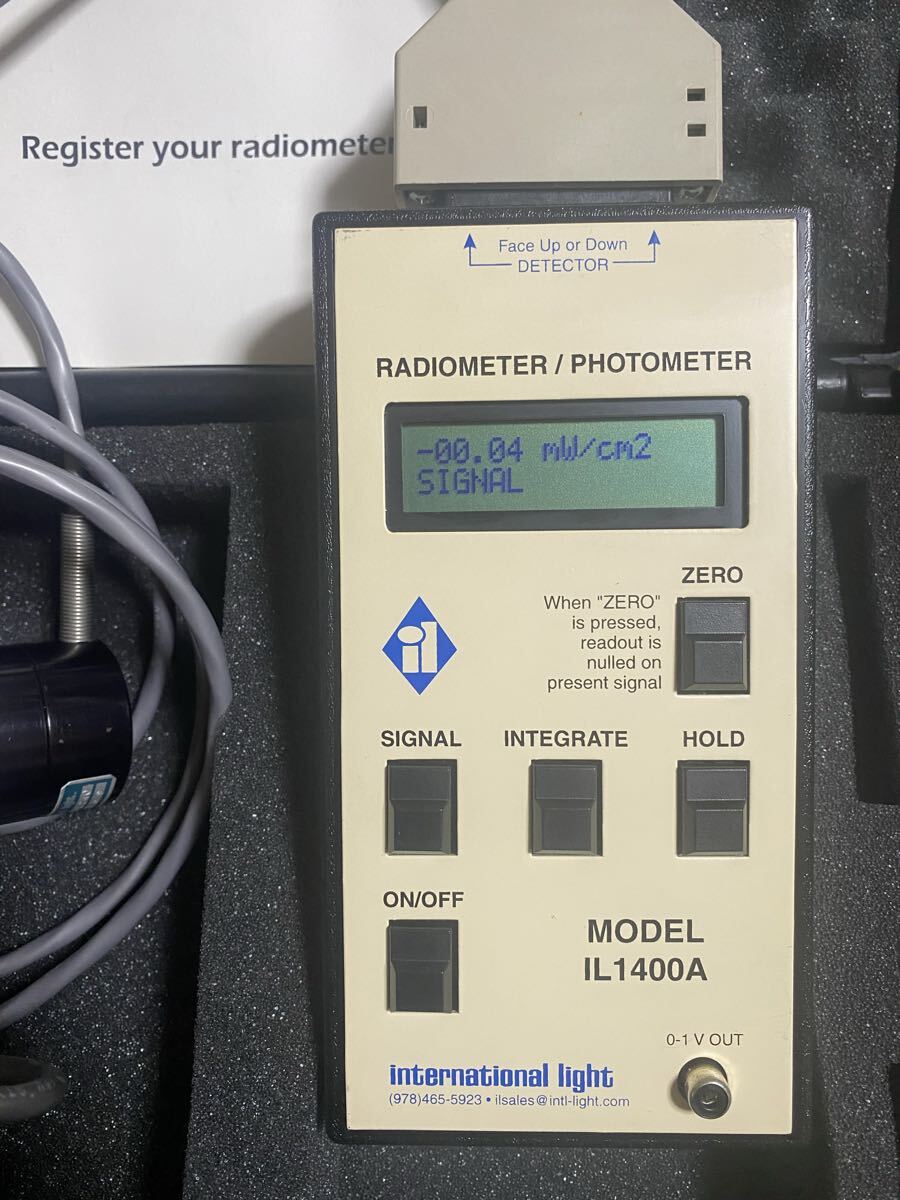 Register your radiometer
Face Up or Down
DETECTOR
RADIOMETER / PHOTOMETER
-00.04 mW/cm2
SIGNAL
ZERO
When "ZERO"
is pressed,
readout is
nulled on
present signal
il
SIGNAL INTEGRATE HOLD
ON/OFF
MODEL
IL1400A
0-1 V OUT
international light
(978)465-5923 • ilsales@intl-light.com